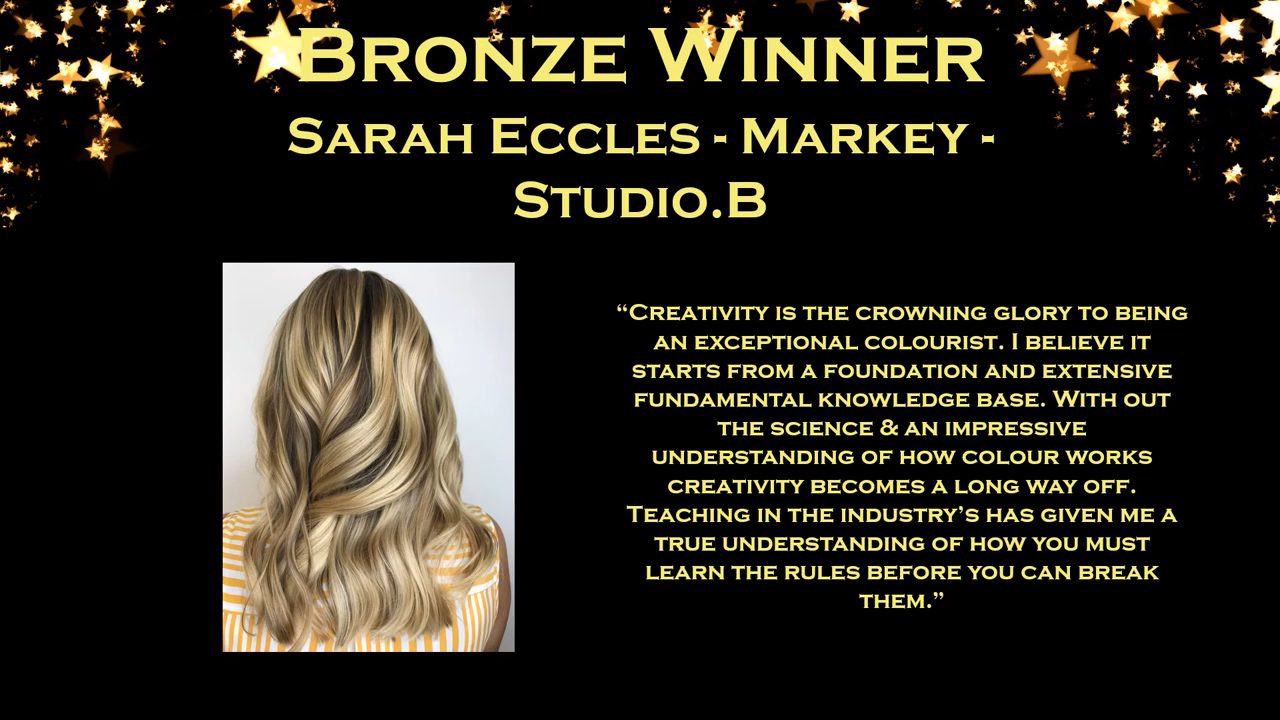 Bronze Winner
Sarah Eccles - Markey -
Studio.B
“Creativity is the crowning glory to being
an exceptional colourist. I believe it
starts from a foundation and extensive
fundamental knowledge base. With out
the science & an impressive
understanding of how colour works
creativity becomes a long way off.
Teaching in the industry’s has given me a
true understanding of how you must
learn the rules before you can break
them.”